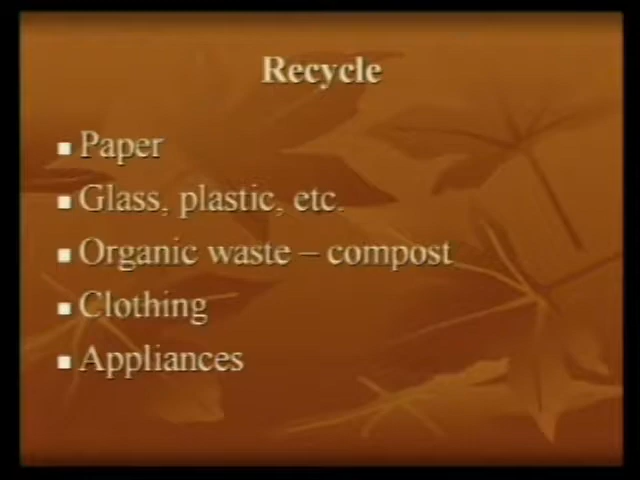 Recycle
Paper
Glass, plastic, etc.
Organic waste – compost
Clothing
Appliances